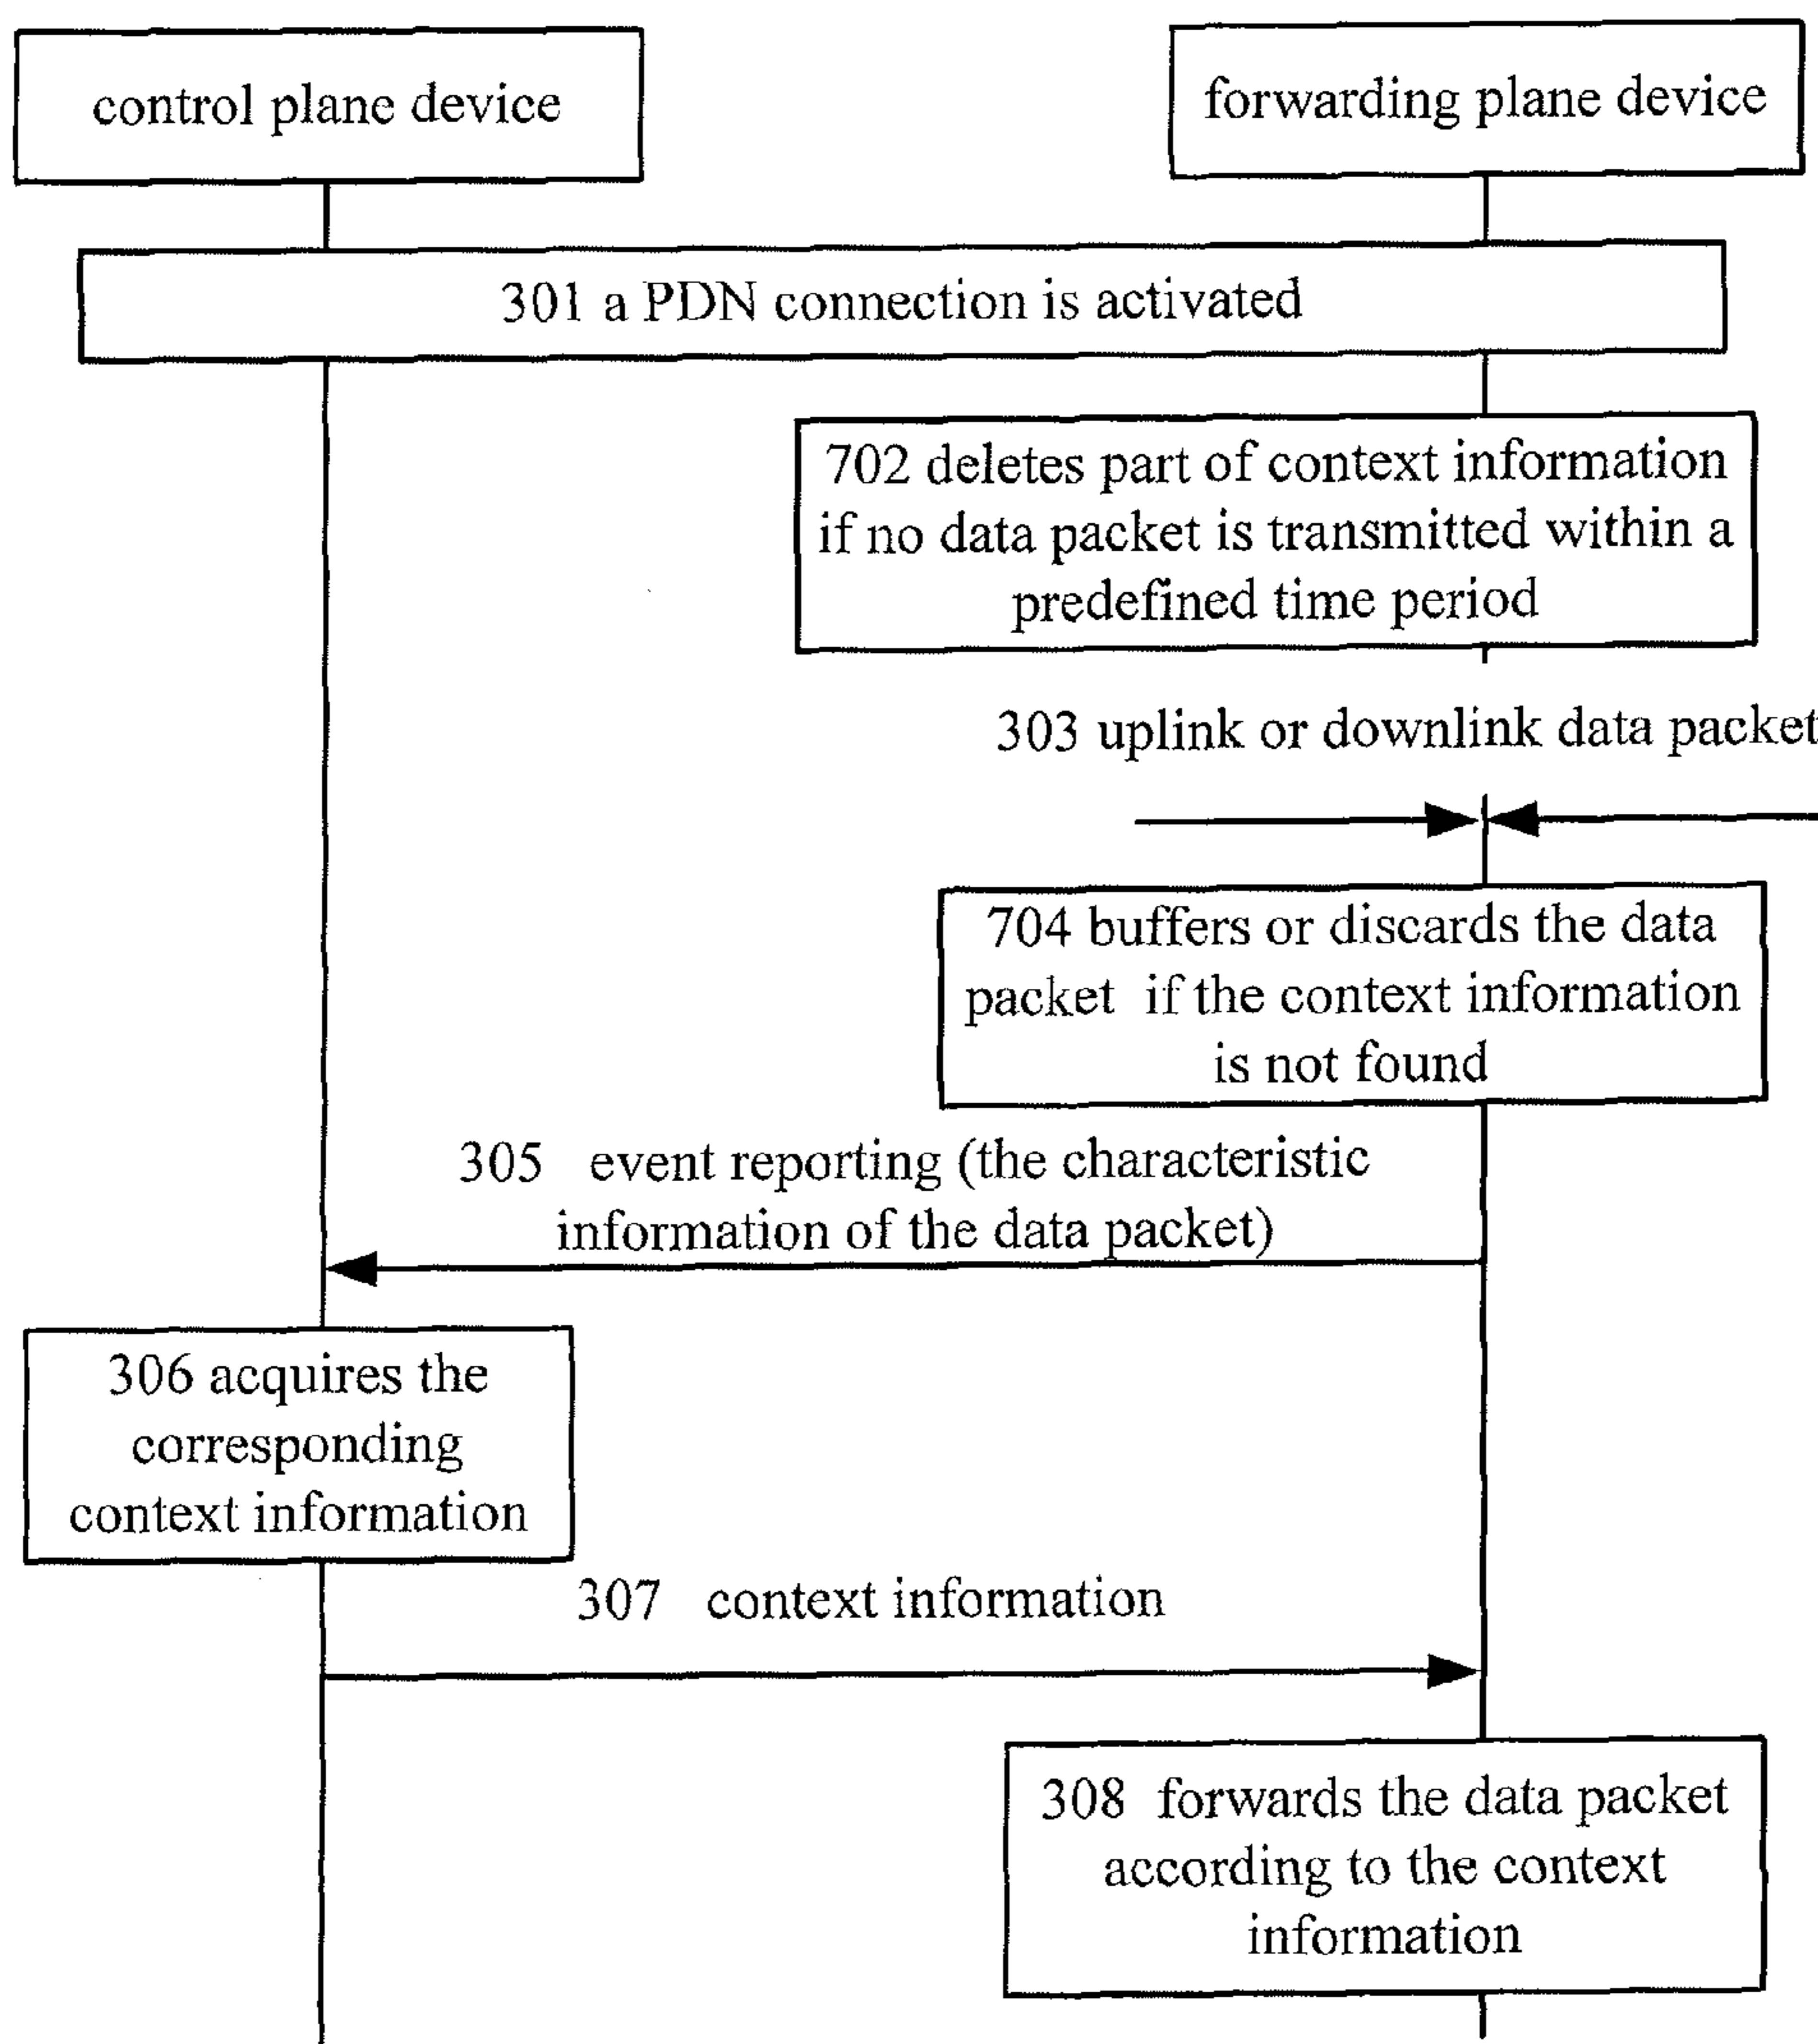 control plane device
forwarding plane device
301 a PDN connection is activated
702 deletes part of context information
if no data packet is transmitted within a
predefined time period
303 uplink or downlink data packet
704 buffers or discards the data
packet if the context information
is not found
305 event reporting (the characteristic
information of the data packet)
306 acquires the
corresponding
context information
307 context information
308 forwards the data packet
according to the context
information